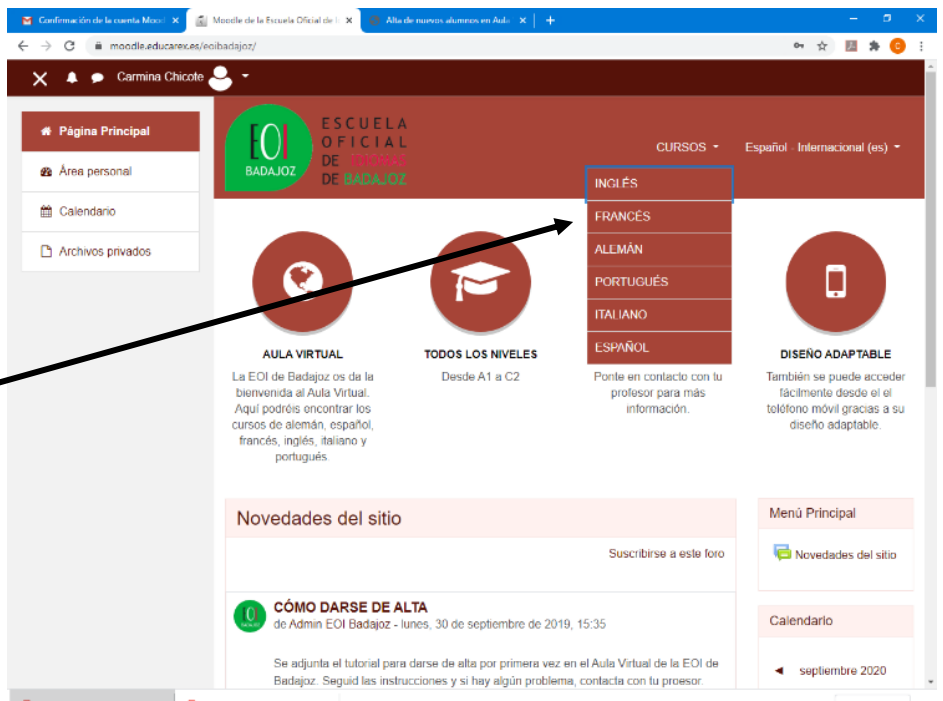 Confirmación de la cuenta Mood
Moodle de la Escuela Oficial de I
Alta de nuevos alumnos en Aula
moodle.educarex.es/eoibadajoz/
C
Carmina Chicote
Página Principal
Área personal
Calendario
Archivos privados
EOI
BADAJOZ
ESCUELA
OFICIAL
DE IDIOMAS
DE BADAJOZ
CURSOS
Español - Internacional (es)
INGLÉS
FRANCÉS
ALEMÁN
PORTUGUÉS
ITALIANO
ESPAÑOL
AULA VIRTUAL
La EOI de Badajoz os da la
bienvenida al Aula Virtual.
Aquí podréis encontrar los
cursos de alemán, español,
francés, inglés, italiano y
portugués.
TODOS LOS NIVELES
Desde A1 a C2
Ponte en contacto con tu
profesor para más
información.
DISEÑO ADAPTABLE
También se puede acceder
fácilmente desde el el
teléfono móvil gracias a su
diseño adaptable.
Novedades del sitio
Suscribirse a este foro
CÓMO DARSE DE ALTA
de Admin EOI Badajoz - lunes, 30 de septiembre de 2019, 15:35
Se adjunta el tutorial para darse de alta por primera vez en el Aula Virtual de la EOI de
Badajoz. Seguid las instrucciones y si hay algún problema, contacta con tu proesor.
Menú Principal
Novedades del sitio
Calendario
septiembre 2020